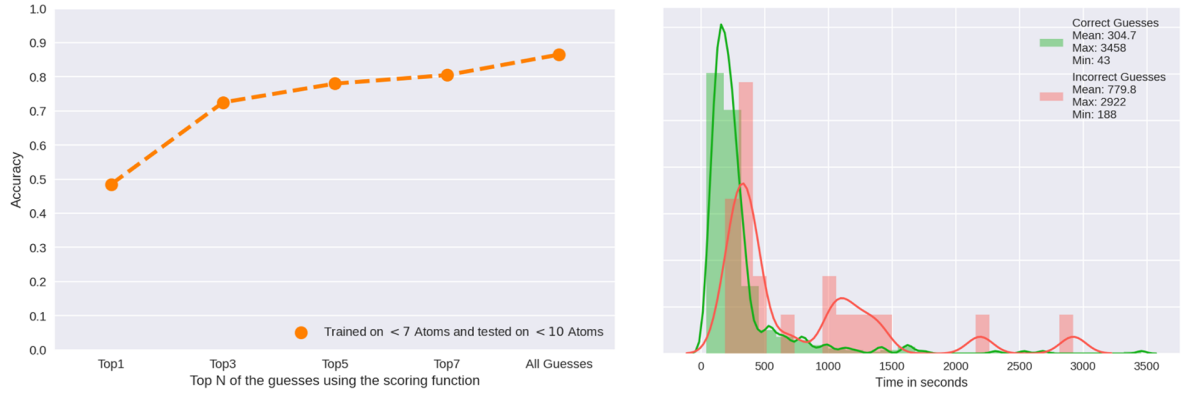 1.0
0.9
0.8
0.7
0.6
0.5
0.4
0.3
0.2
0.1
0.0
Accuracy
Trained on < 7 Atoms and tested on < 10 Atoms
Top1 Top3 Top5 Top7 All Guesses
Top N of the guesses using the scoring function
Correct Guesses
Mean: 304.7
Max: 3458
Min: 43
Incorrect Guesses
Mean: 779.8
Max: 2922
Min: 188
0 500 1000 1500 2000 2500 3000 3500
Time in seconds